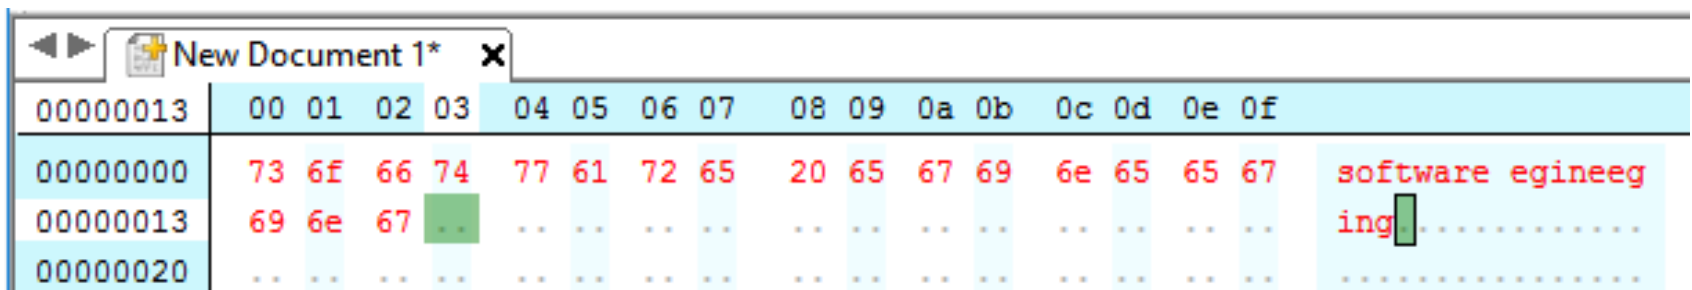 New Document 1*
00000013 00 01 02 03 04 05 06 07 08 09 0a 0b 0c 0d 0e 0f
00000000 73 6f 66 74 77 61 72 65 20 65 67 69 6e 65 65 67 software egineeg
00000013 69 6e 67 .. .. .. .. .. .. .. .. .. .. .. .. .. ing.............
00000020 .. .. .. .. .. .. .. .. .. .. .. .. .. .. .. .. ................